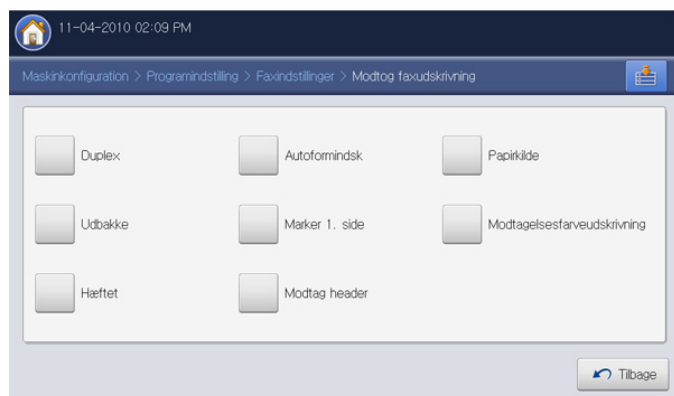 11-04-2010 02:09 PM
Maskinkonfiguration > Programindstilling > Faxindstillinger > Modtog faxudskrivning
Duplex Autoformindsk Papirkilde
Udbakke Marker 1. side Modtagelsesfarveudskrivning
Hæftet Modtag header
Tilbage